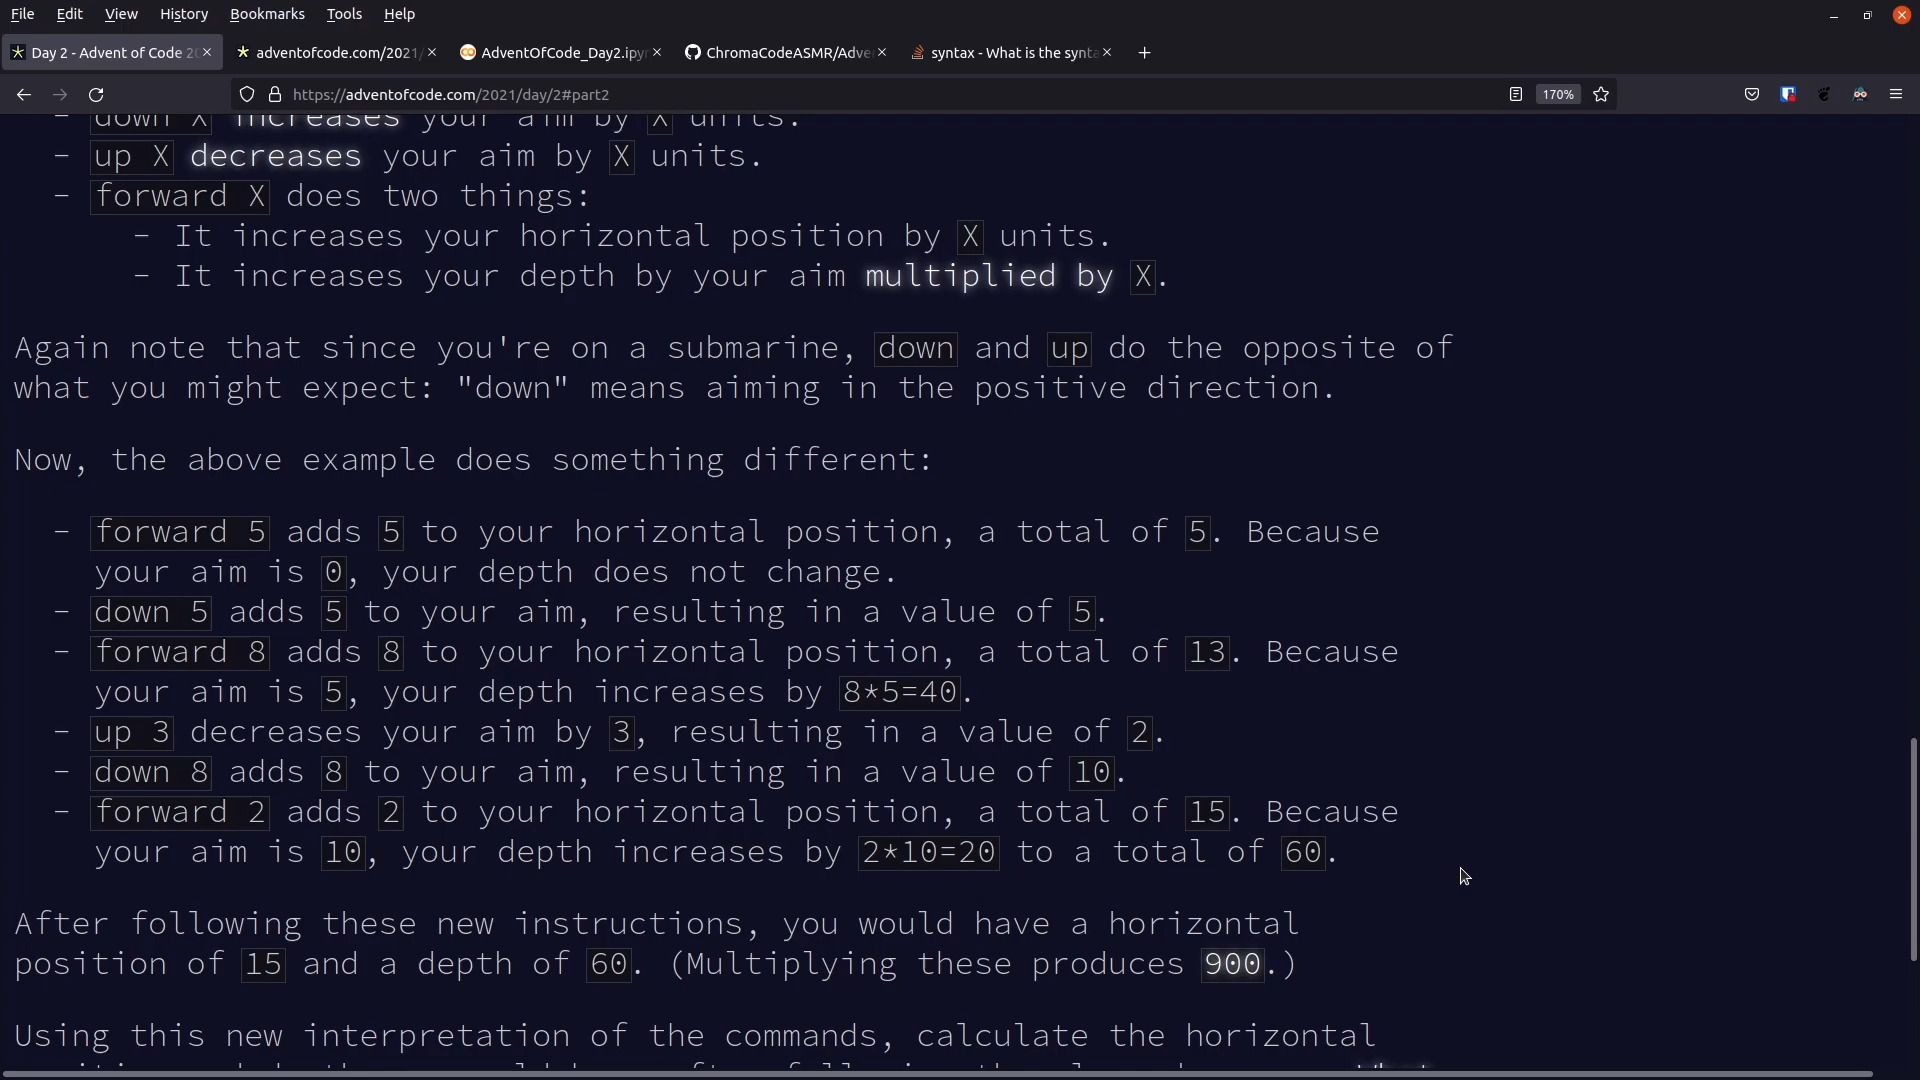 File Edit View History Bookmarks Tools Help
Day 2 - Advent of Code 20 adventofcode.com/2021/ AdventOfCode_Day2.ipyn ChromaCodeASMR/Adve syntax - What is the synta
https://adventofcode.com/2021/day/2#part2 170%
- down X increases your aim by X units.
- up X decreases your aim by X units.
- forward X does two things:
- It increases your horizontal position by X units.
- It increases your depth by your aim multiplied by X.
Again note that since you're on a submarine, down and up do the opposite of
what you might expect: "down" means aiming in the positive direction.
Now, the above example does something different:
- forward 5 adds 5 to your horizontal position, a total of 5. Because
your aim is 0, your depth does not change.
- down 5 adds 5 to your aim, resulting in a value of 5.
- forward 8 adds 8 to your horizontal position, a total of 13. Because
your aim is 5, your depth increases by 8*5=40.
- up 3 decreases your aim by 3, resulting in a value of 2.
- down 8 adds 8 to your aim, resulting in a value of 10.
- forward 2 adds 2 to your horizontal position, a total of 15. Because
your aim is 10, your depth increases by 2*10=20 to a total of 60.
After following these new instructions, you would have a horizontal
position of 15 and a depth of 60. (Multiplying these produces 900.)
Using this new interpretation of the commands, calculate the horizontal